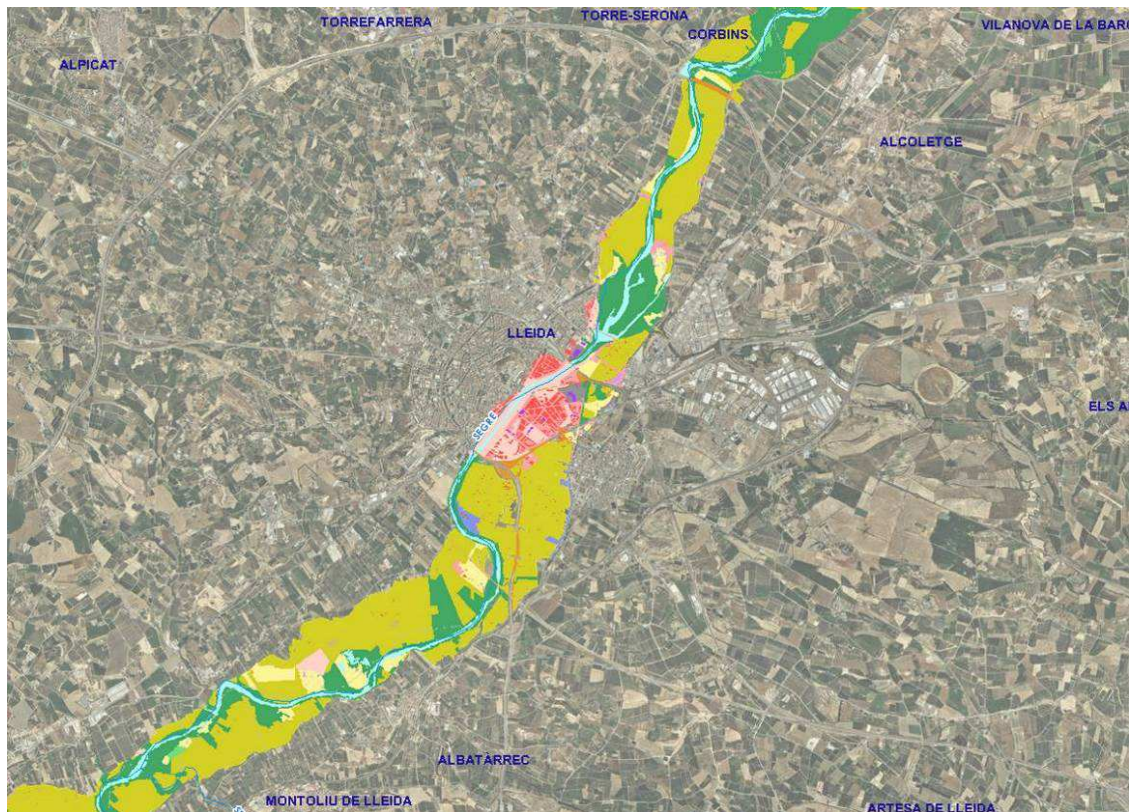 TORREFARRERA
TORRE-SERONA
CORBINS
VILANOVA DE LA BARC
ALPICAT
ALCOLETGE
LLEIDA
ELS A
SEGRE
ALBATÀRREC
MONTOLIU DE LLEIDA
ARTESA DE LLEIDA